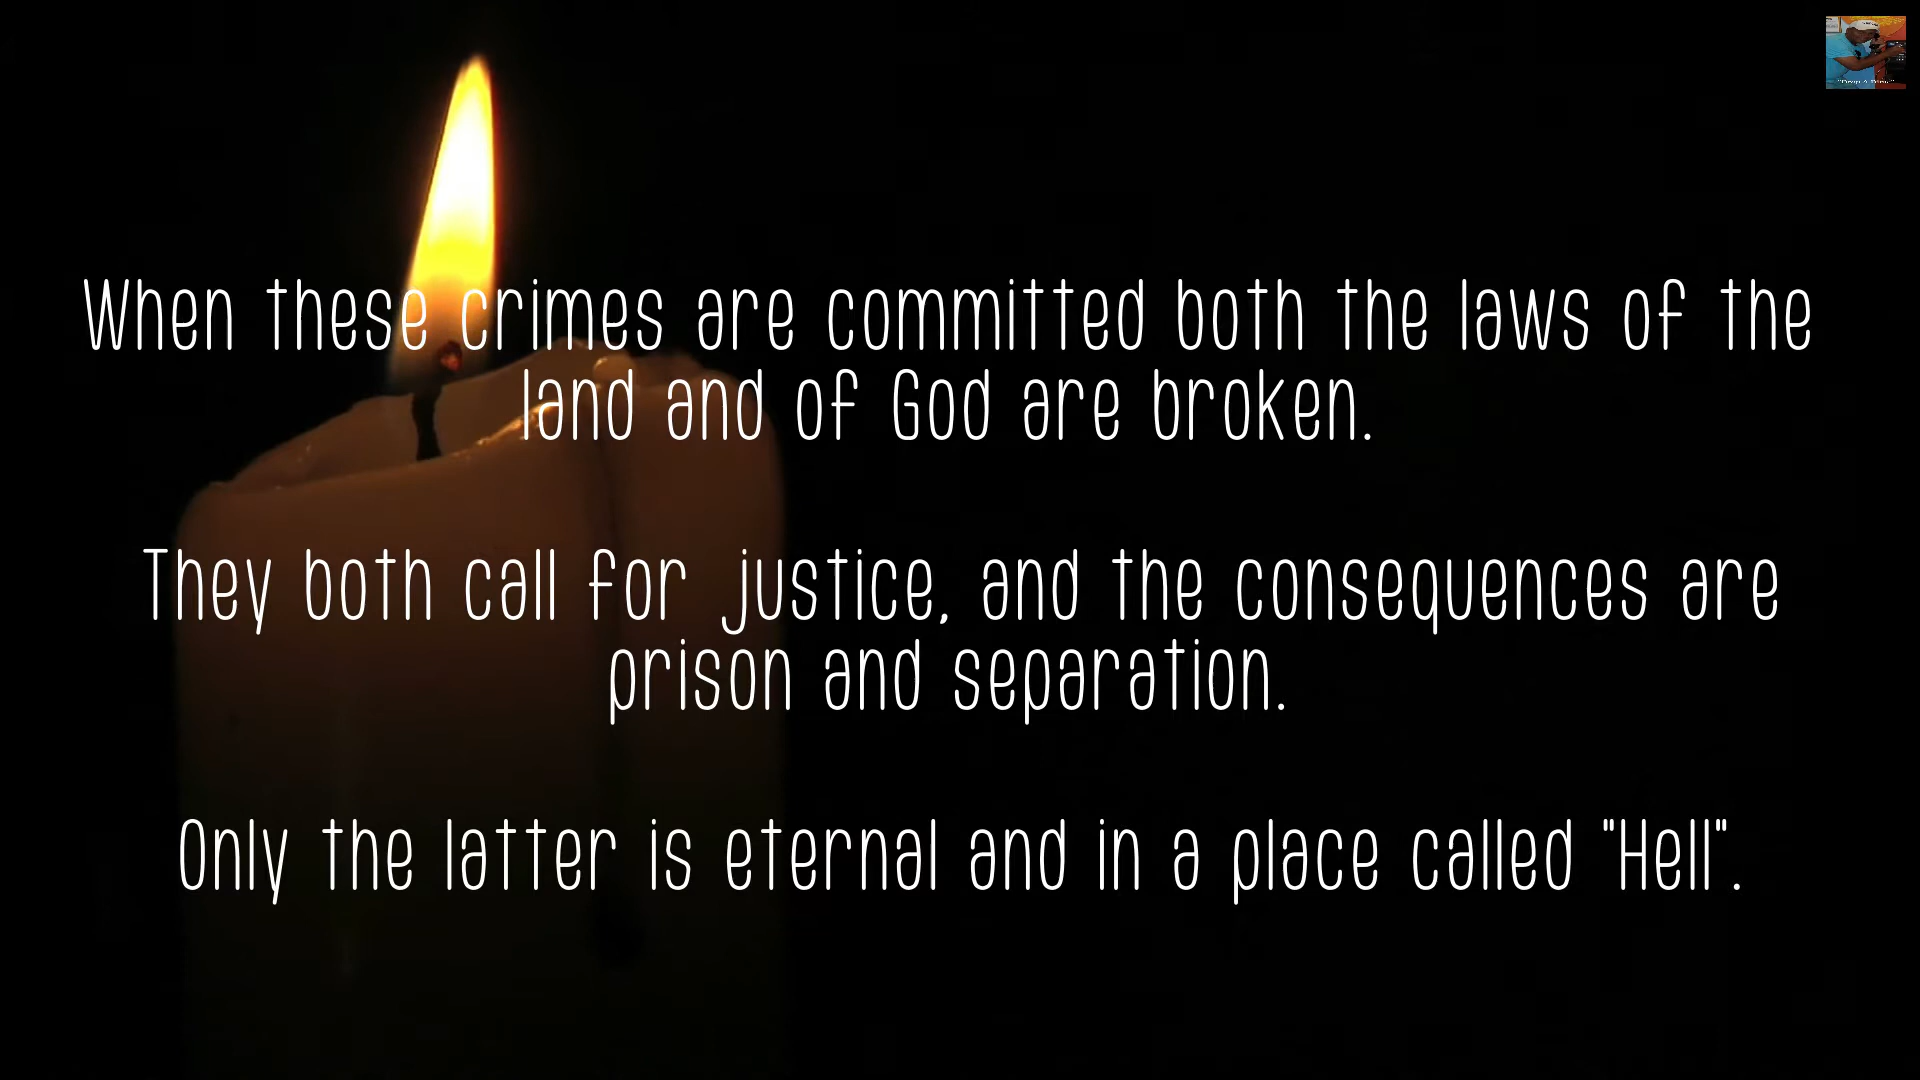 When these crimes are committed both the laws of the
land and of God are broken.
They both call for justice, and the consequences are
prison and separation.
Only the latter is eternal and in a place called "Hell".